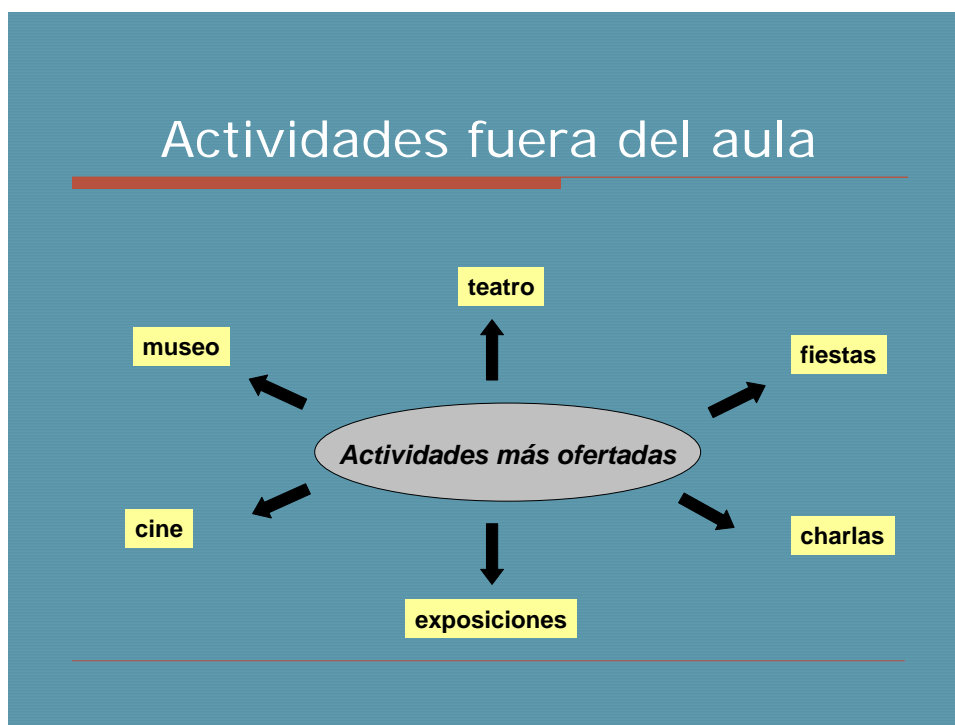 Actividades fuera del aula
teatro
museo
fiestas
Actividades más ofertadas
cine
charlas
exposiciones